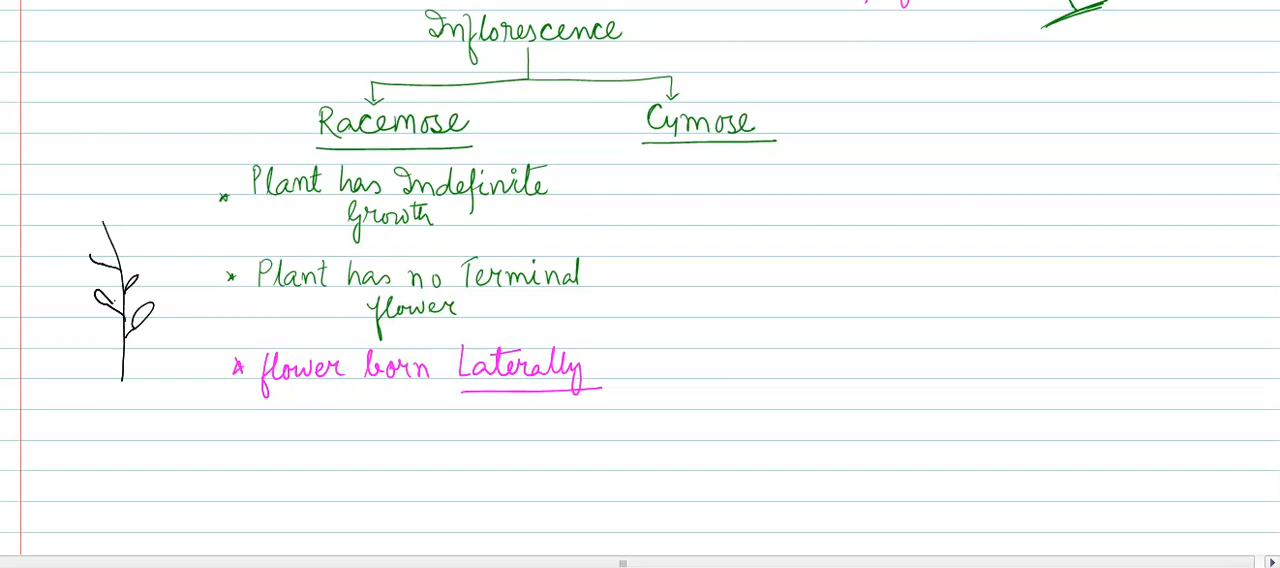 Inflorescence
Racemose
Cymose
* Plant has Indefinite
Growth
* Plant has no Terminal
flower
* flower born Laterally